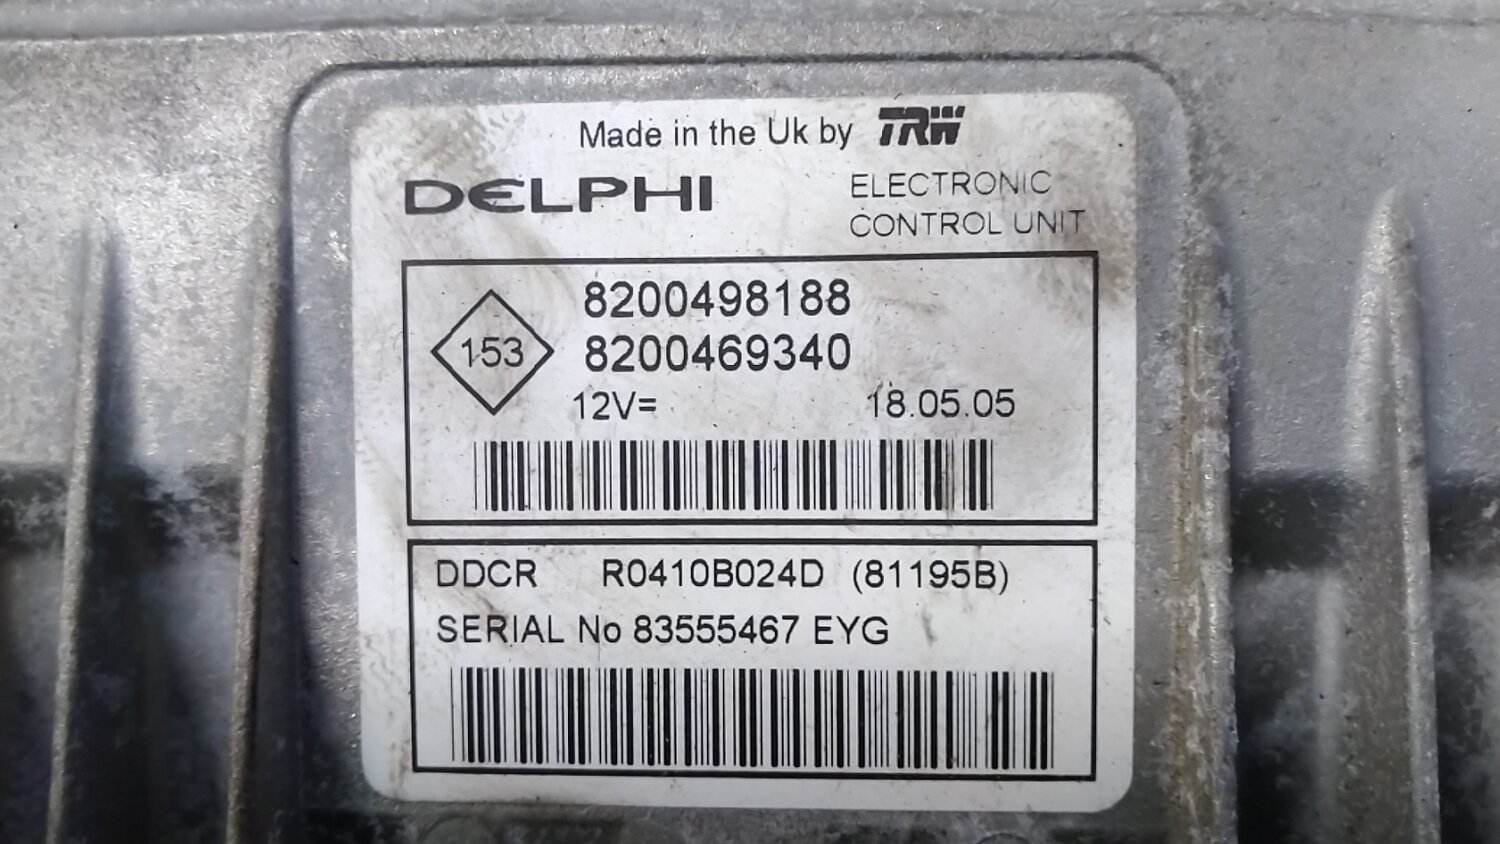 Made in the Uk by TRW
DELPHI
ELECTRONIC
CONTROL UNIT
153
8200498188
8200469340
12V=
18.05.05
DDCR R0410B024D (81195B)
SERIAL No 83555467 EYG